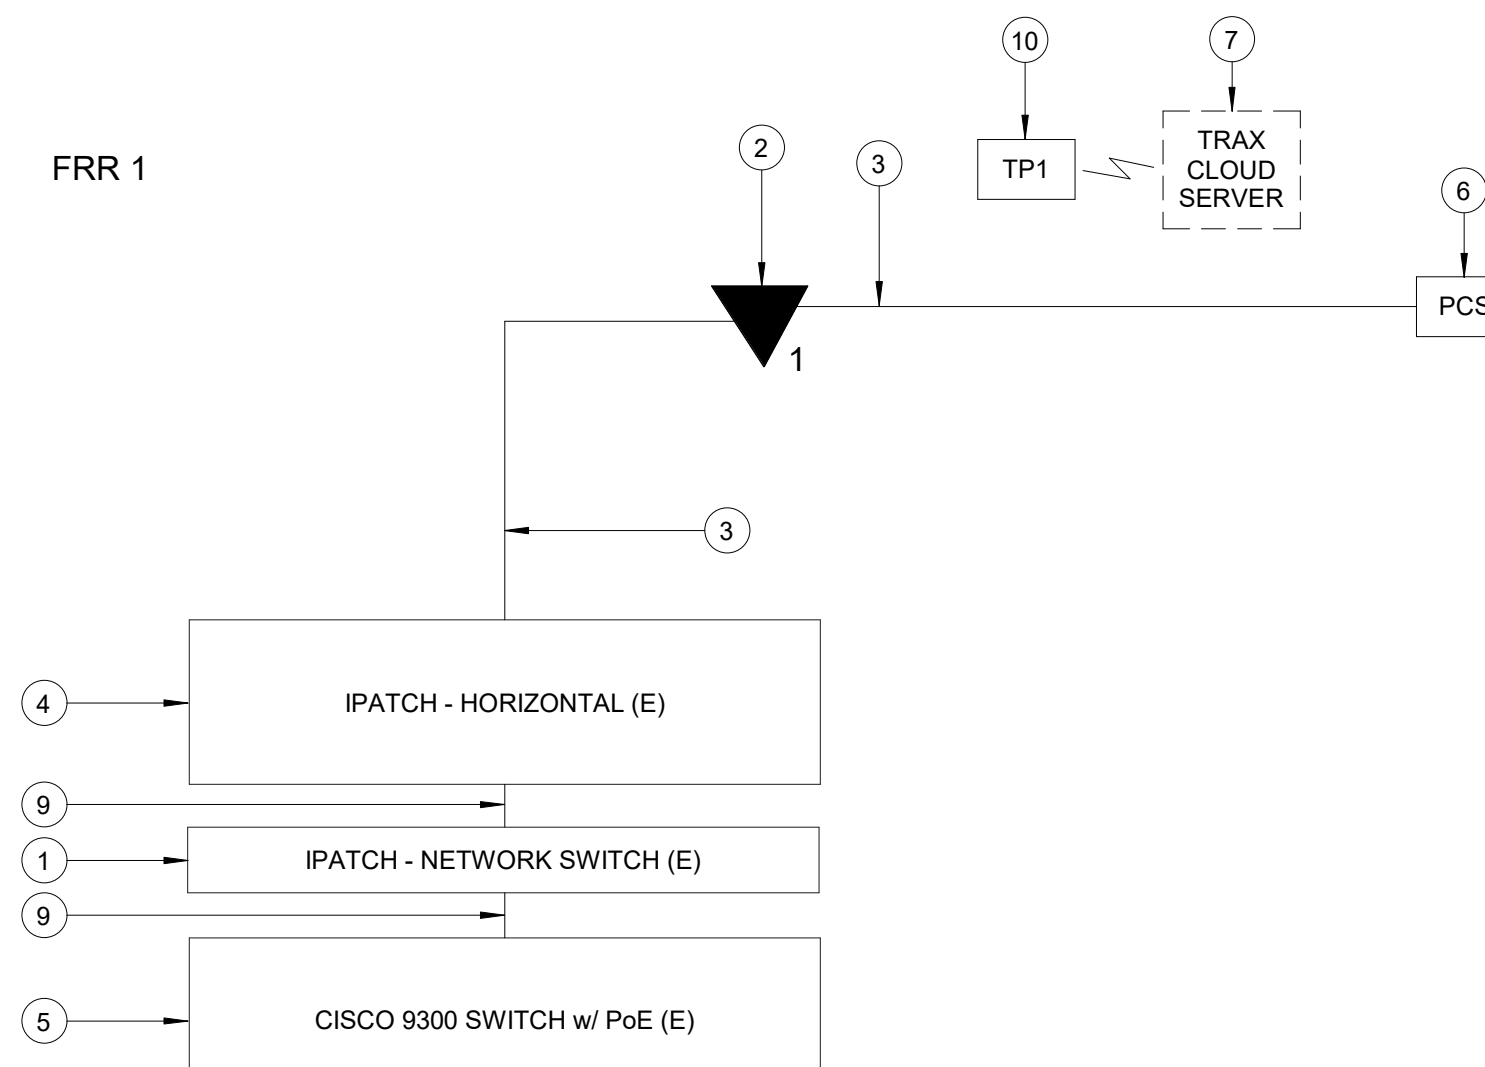 10
7
FRR 1
2
3
TP1
TRAX
CLOUD
SERVER
6
PCS
1
3
4
IPATCH - HORIZONTAL (E)
9
1
IPATCH - NETWORK SWITCH (E)
9
5
CISCO 9300 SWITCH w/ PoE (E)